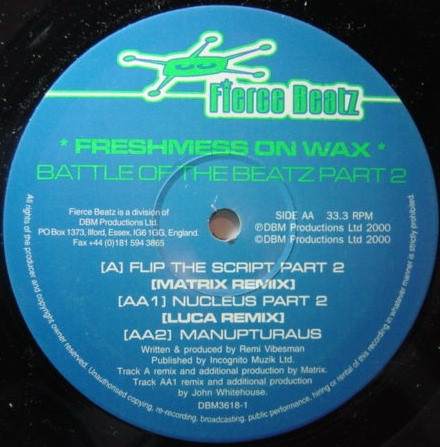 Fierce Beatz
* FRESHMESS ON WAX *
BATTLE OF THE BEATZ PART 2
Fierce Beatz is a division of
DBM Productions Ltd.
PO Box 1373, Ilford, Essex, IG6 1GG, England.
Fax +44 (0)181 594 3865
SIDE AA 33.3 RPM
℗DBM Productions Ltd 2000
©DBM Productions Ltd 2000
[A] FLIP THE SCRIPT PART 2
[MATRIX REMIX]
[AA1] NUCLEUS PART 2
[LUCA REMIX]
[AA2] MANUPTURAUS
Written & produced by Remi Vibesman
Published by Incognito Muzik Ltd.
Track A remix and additional production by Matrix.
Track AA1 remix and additional production
by John Whitehouse.
DBM3618-1
All rights of the producer and copyright owner reserved. Unauthorised copying, re-recording, broadcasting, public performance, hiring or rental of this recording in whatever manner is strictly prohibited.